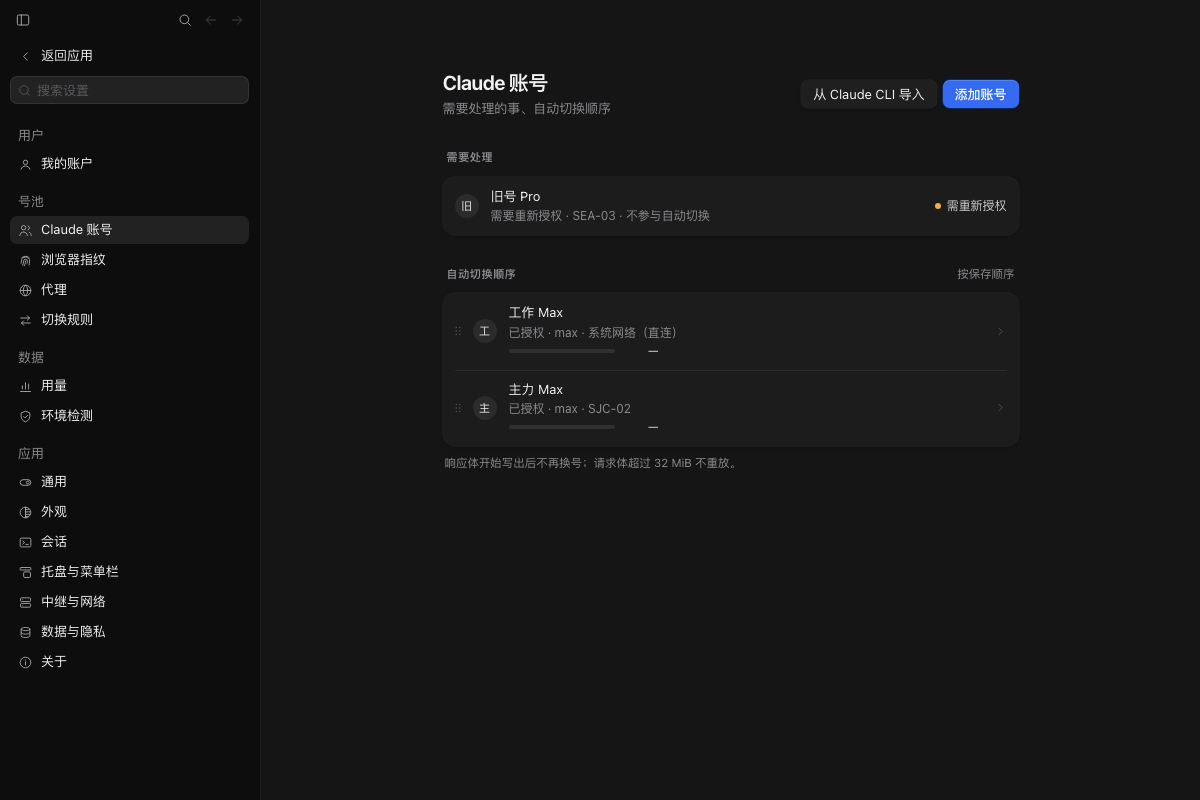 返回应用
搜索设置
用户
我的账户
号池
Claude 账号
浏览器指纹
代理
切换规则
数据
用量
环境检测
应用
通用
外观
会话
托盘与菜单栏
中继与网络
数据与隐私
关于
Claude 账号
需要处理的事、自动切换顺序
从 Claude CLI 导入
添加账号
需要处理
旧
旧号 Pro
需要重新授权 · SEA-03 · 不参与自动切换
需重新授权
自动切换顺序
按保存顺序
工
工作 Max
已授权 · max · 系统网络（直连）
—
主
主力 Max
已授权 · max · SJC-02
—
响应体开始写出后不再换号；请求体超过 32 MiB 不重放。